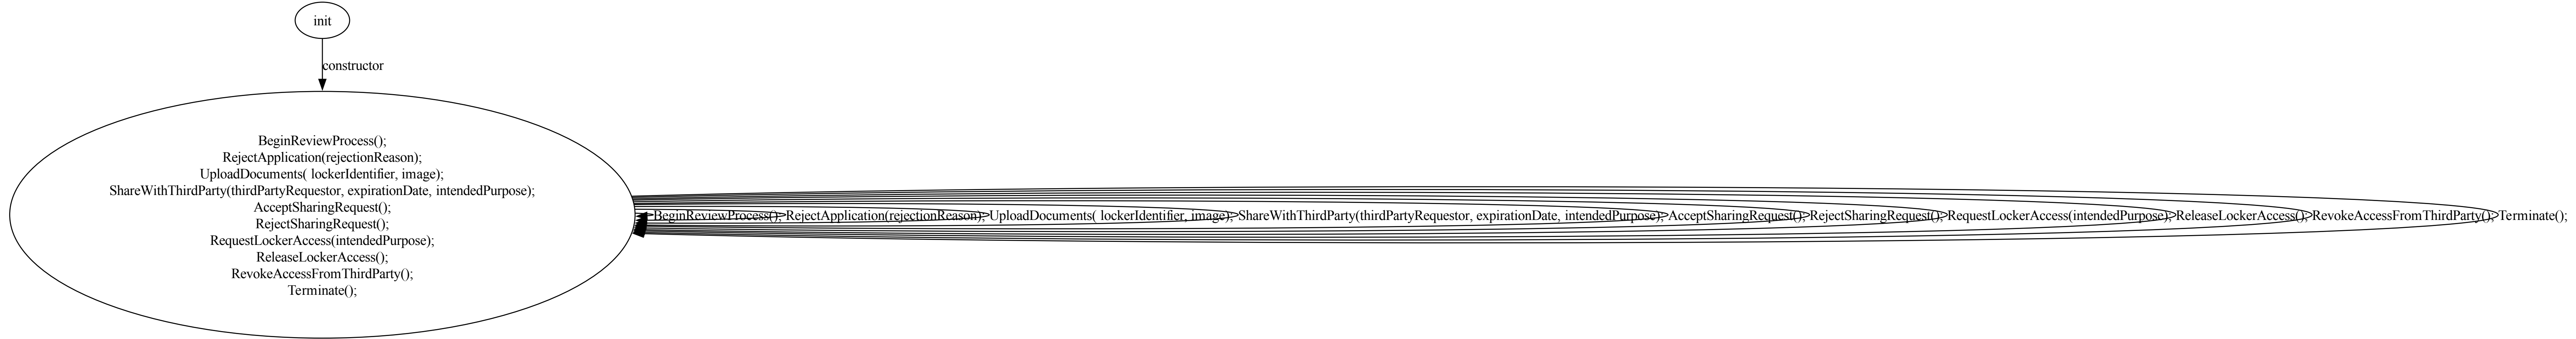 init
constructor
BeginReviewProcess();
RejectApplication(rejectionReason);
UploadDocuments( lockerIdentifier, image);
ShareWithThirdParty(thirdPartyRequestor, expirationDate, intendedPurpose);
AcceptSharingRequest();
RejectSharingRequest();
RequestLockerAccess(intendedPurpose);
ReleaseLockerAccess();
RevokeAccessFromThirdParty();
Terminate();
BeginReviewProcess(); RejectApplication(rejectionReason); UploadDocuments( lockerIdentifier, image); ShareWithThirdParty(thirdPartyRequestor, expirationDate, intendedPurpose); AcceptSharingRequest(); RejectSharingRequest(); RequestLockerAccess(intendedPurpose); ReleaseLockerAccess(); RevokeAccessFromThirdParty(); Terminate();